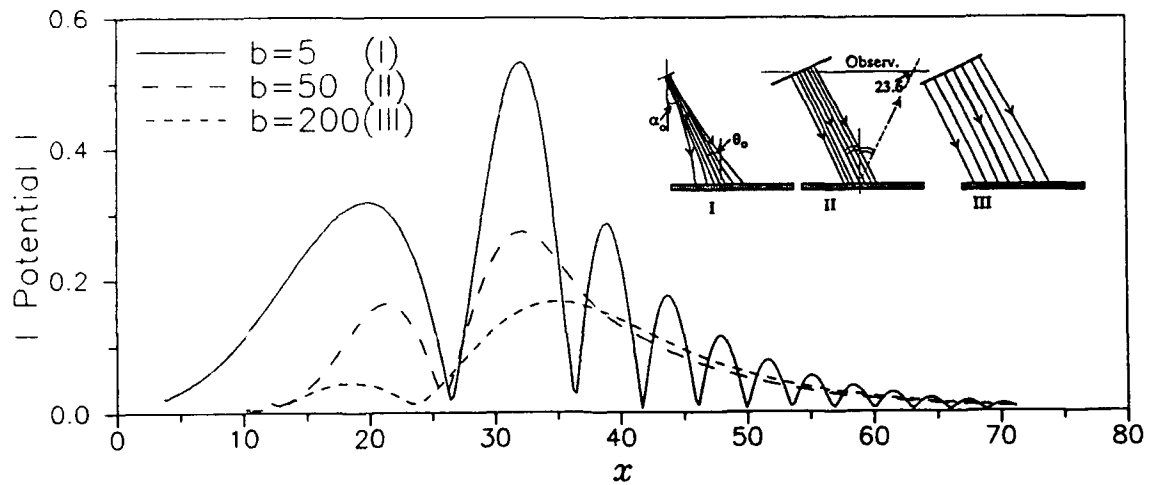 0.6
0.4
0.2
0.0
| Potential |
b=5 (I)
b=50 (II)
b=200(III)
Observ.
23.6
α₀
θ₀
I
II
III
0 10 20 30 40 50 60 70 80
x